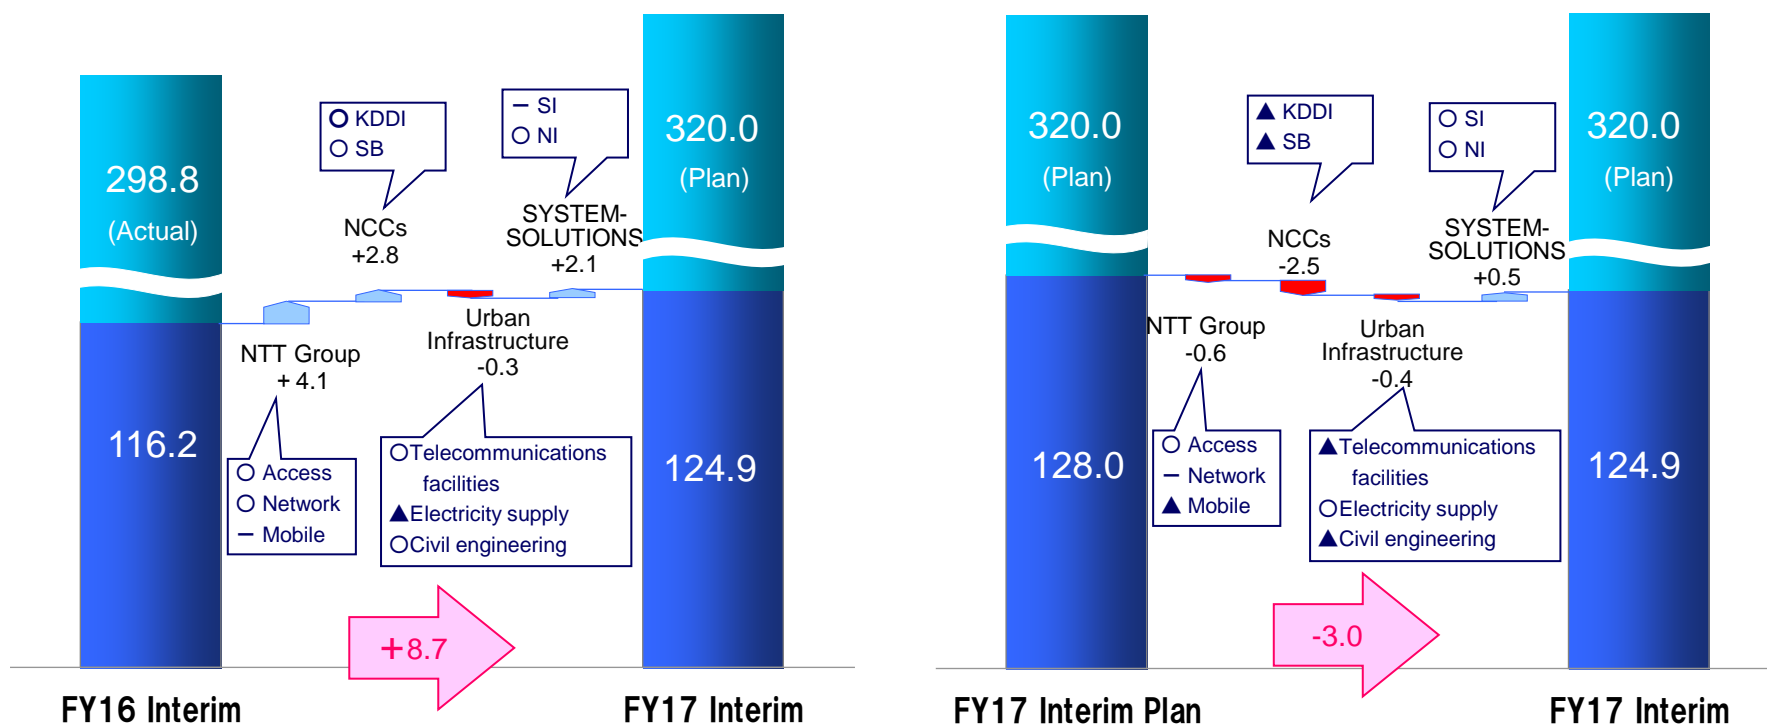 298.8
(Actual)
116.2
○ KDDI
○ SB
NCCs
+2.8
− SI
○ NI
SYSTEM-
SOLUTIONS
+2.1
NTT Group
+ 4.1
○ Access
○ Network
− Mobile
Urban
Infrastructure
-0.3
○Telecommunications
facilities
▲Electricity supply
○Civil engineering
320.0
(Plan)
124.9
+8.7
FY16 Interim
FY17 Interim
320.0
(Plan)
128.0
▲ KDDI
▲ SB
NCCs
-2.5
○ SI
○ NI
SYSTEM-
SOLUTIONS
+0.5
NTT Group
-0.6
○ Access
− Network
▲ Mobile
Urban
Infrastructure
-0.4
▲Telecommunications
facilities
○Electricity supply
▲Civil engineering
320.0
(Plan)
124.9
-3.0
FY17 Interim Plan
FY17 Interim